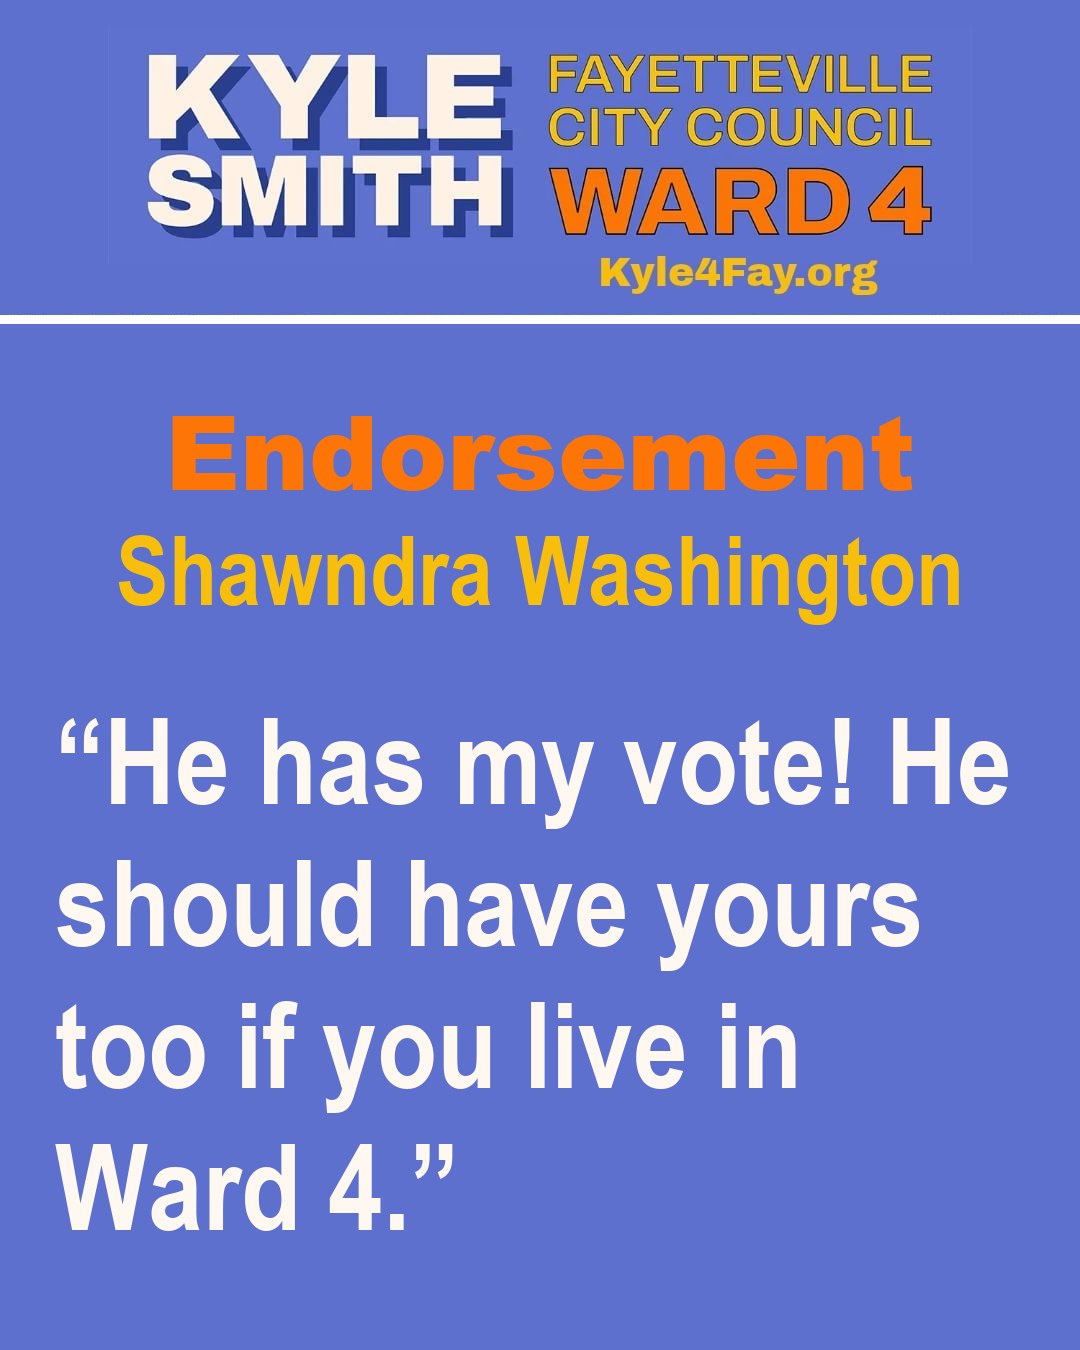 KYLE
SMITH
FAYETTEVILLE
CITY COUNCIL
WARD 4
Kyle4Fay.org
Endorsement
Shawndra Washington
“He has my vote! He
should have yours
too if you live in
Ward 4.”